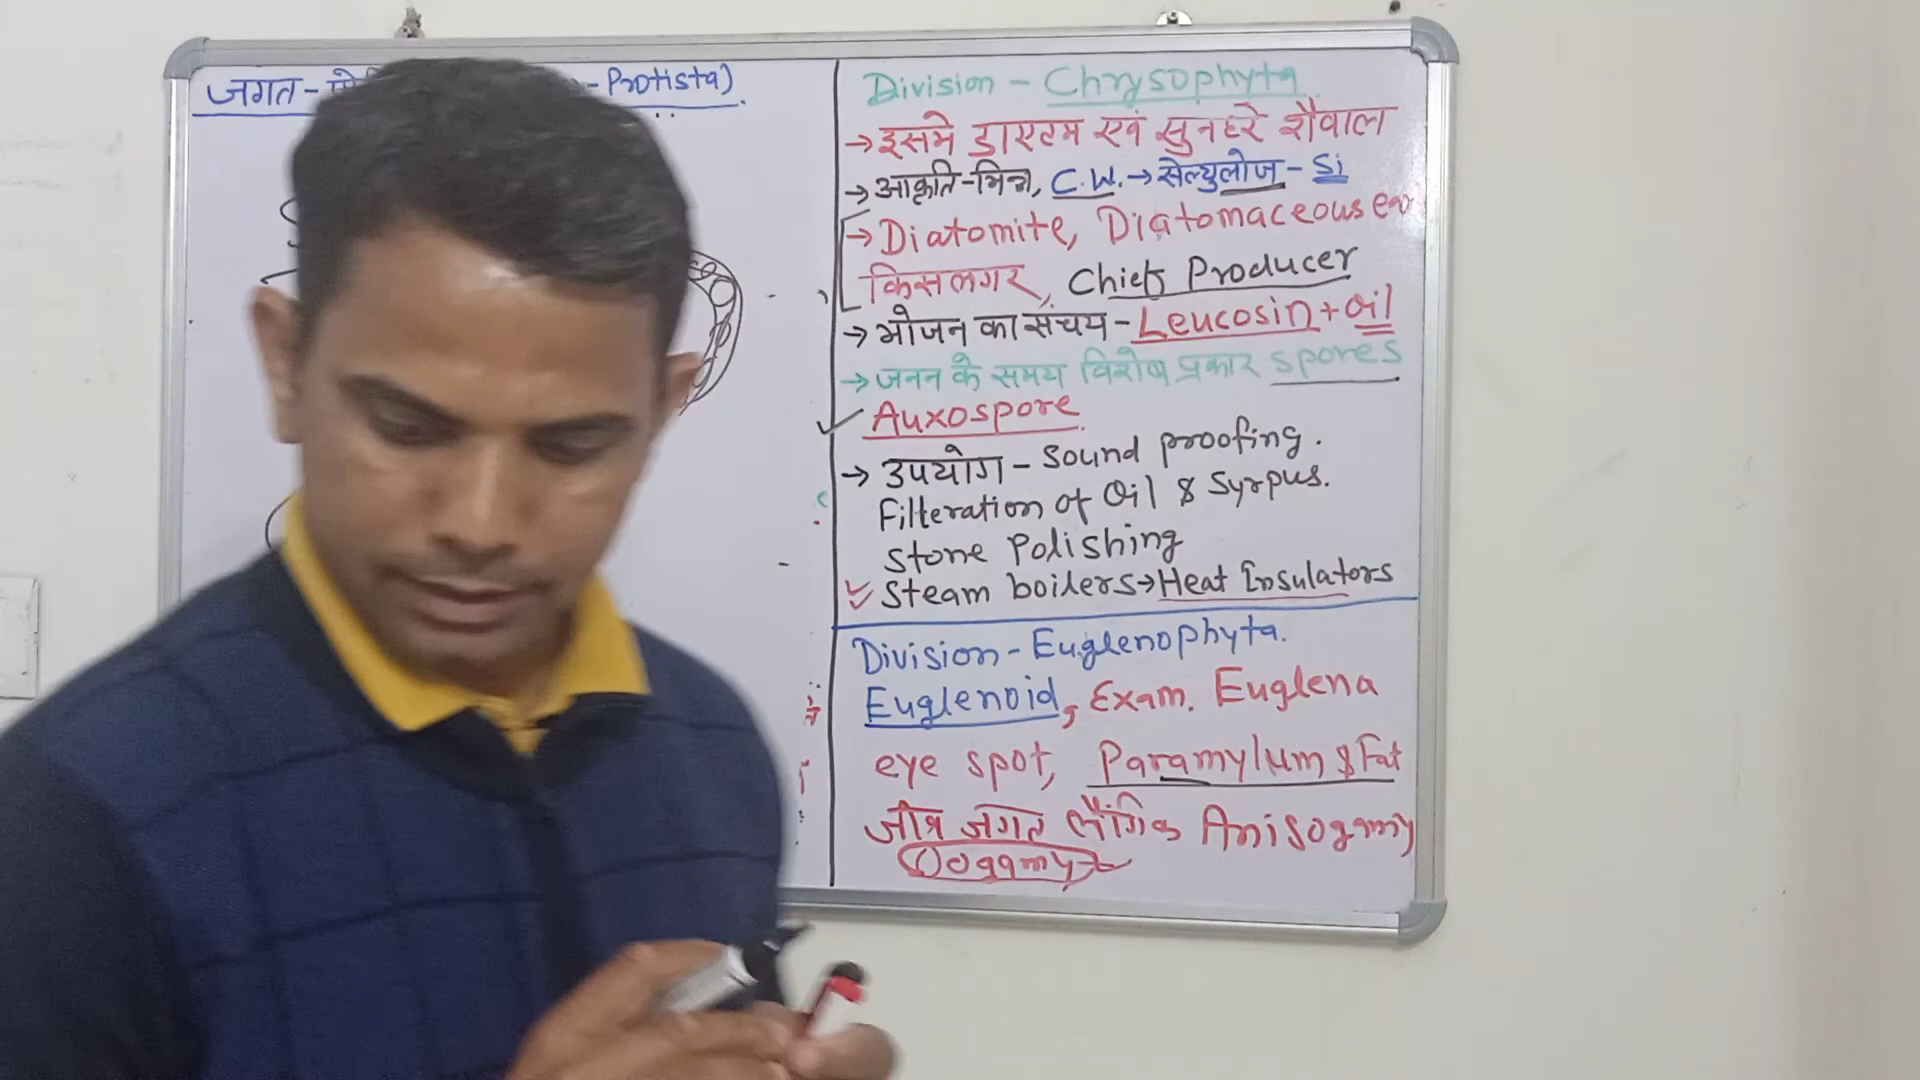 जगत- -Protista)
Division - Chrysophyta
→ इसमे डाएटम एवं सुनहरे शैवाल
→ आकृति-भिन्न, C.W. → सेल्युलोज - Si
→ Diatomite, Diatomaceous
किसलगर, Chief Producer
→ भोजन का संचय - Leucosin + oil
→ जनन के समय विशेष प्रकार spores
Auxospore
→ उपयोग - Sound proofing.
Filteration of Oil & Syrpus.
Stone Polishing
Steam boilers → Heat Insulators
Division - Euglenophyta.
Euglenoid, Exam. Euglena
eye spot, Paramylum & Fat
जगत लैंगिक Anisogamy
Oogamy